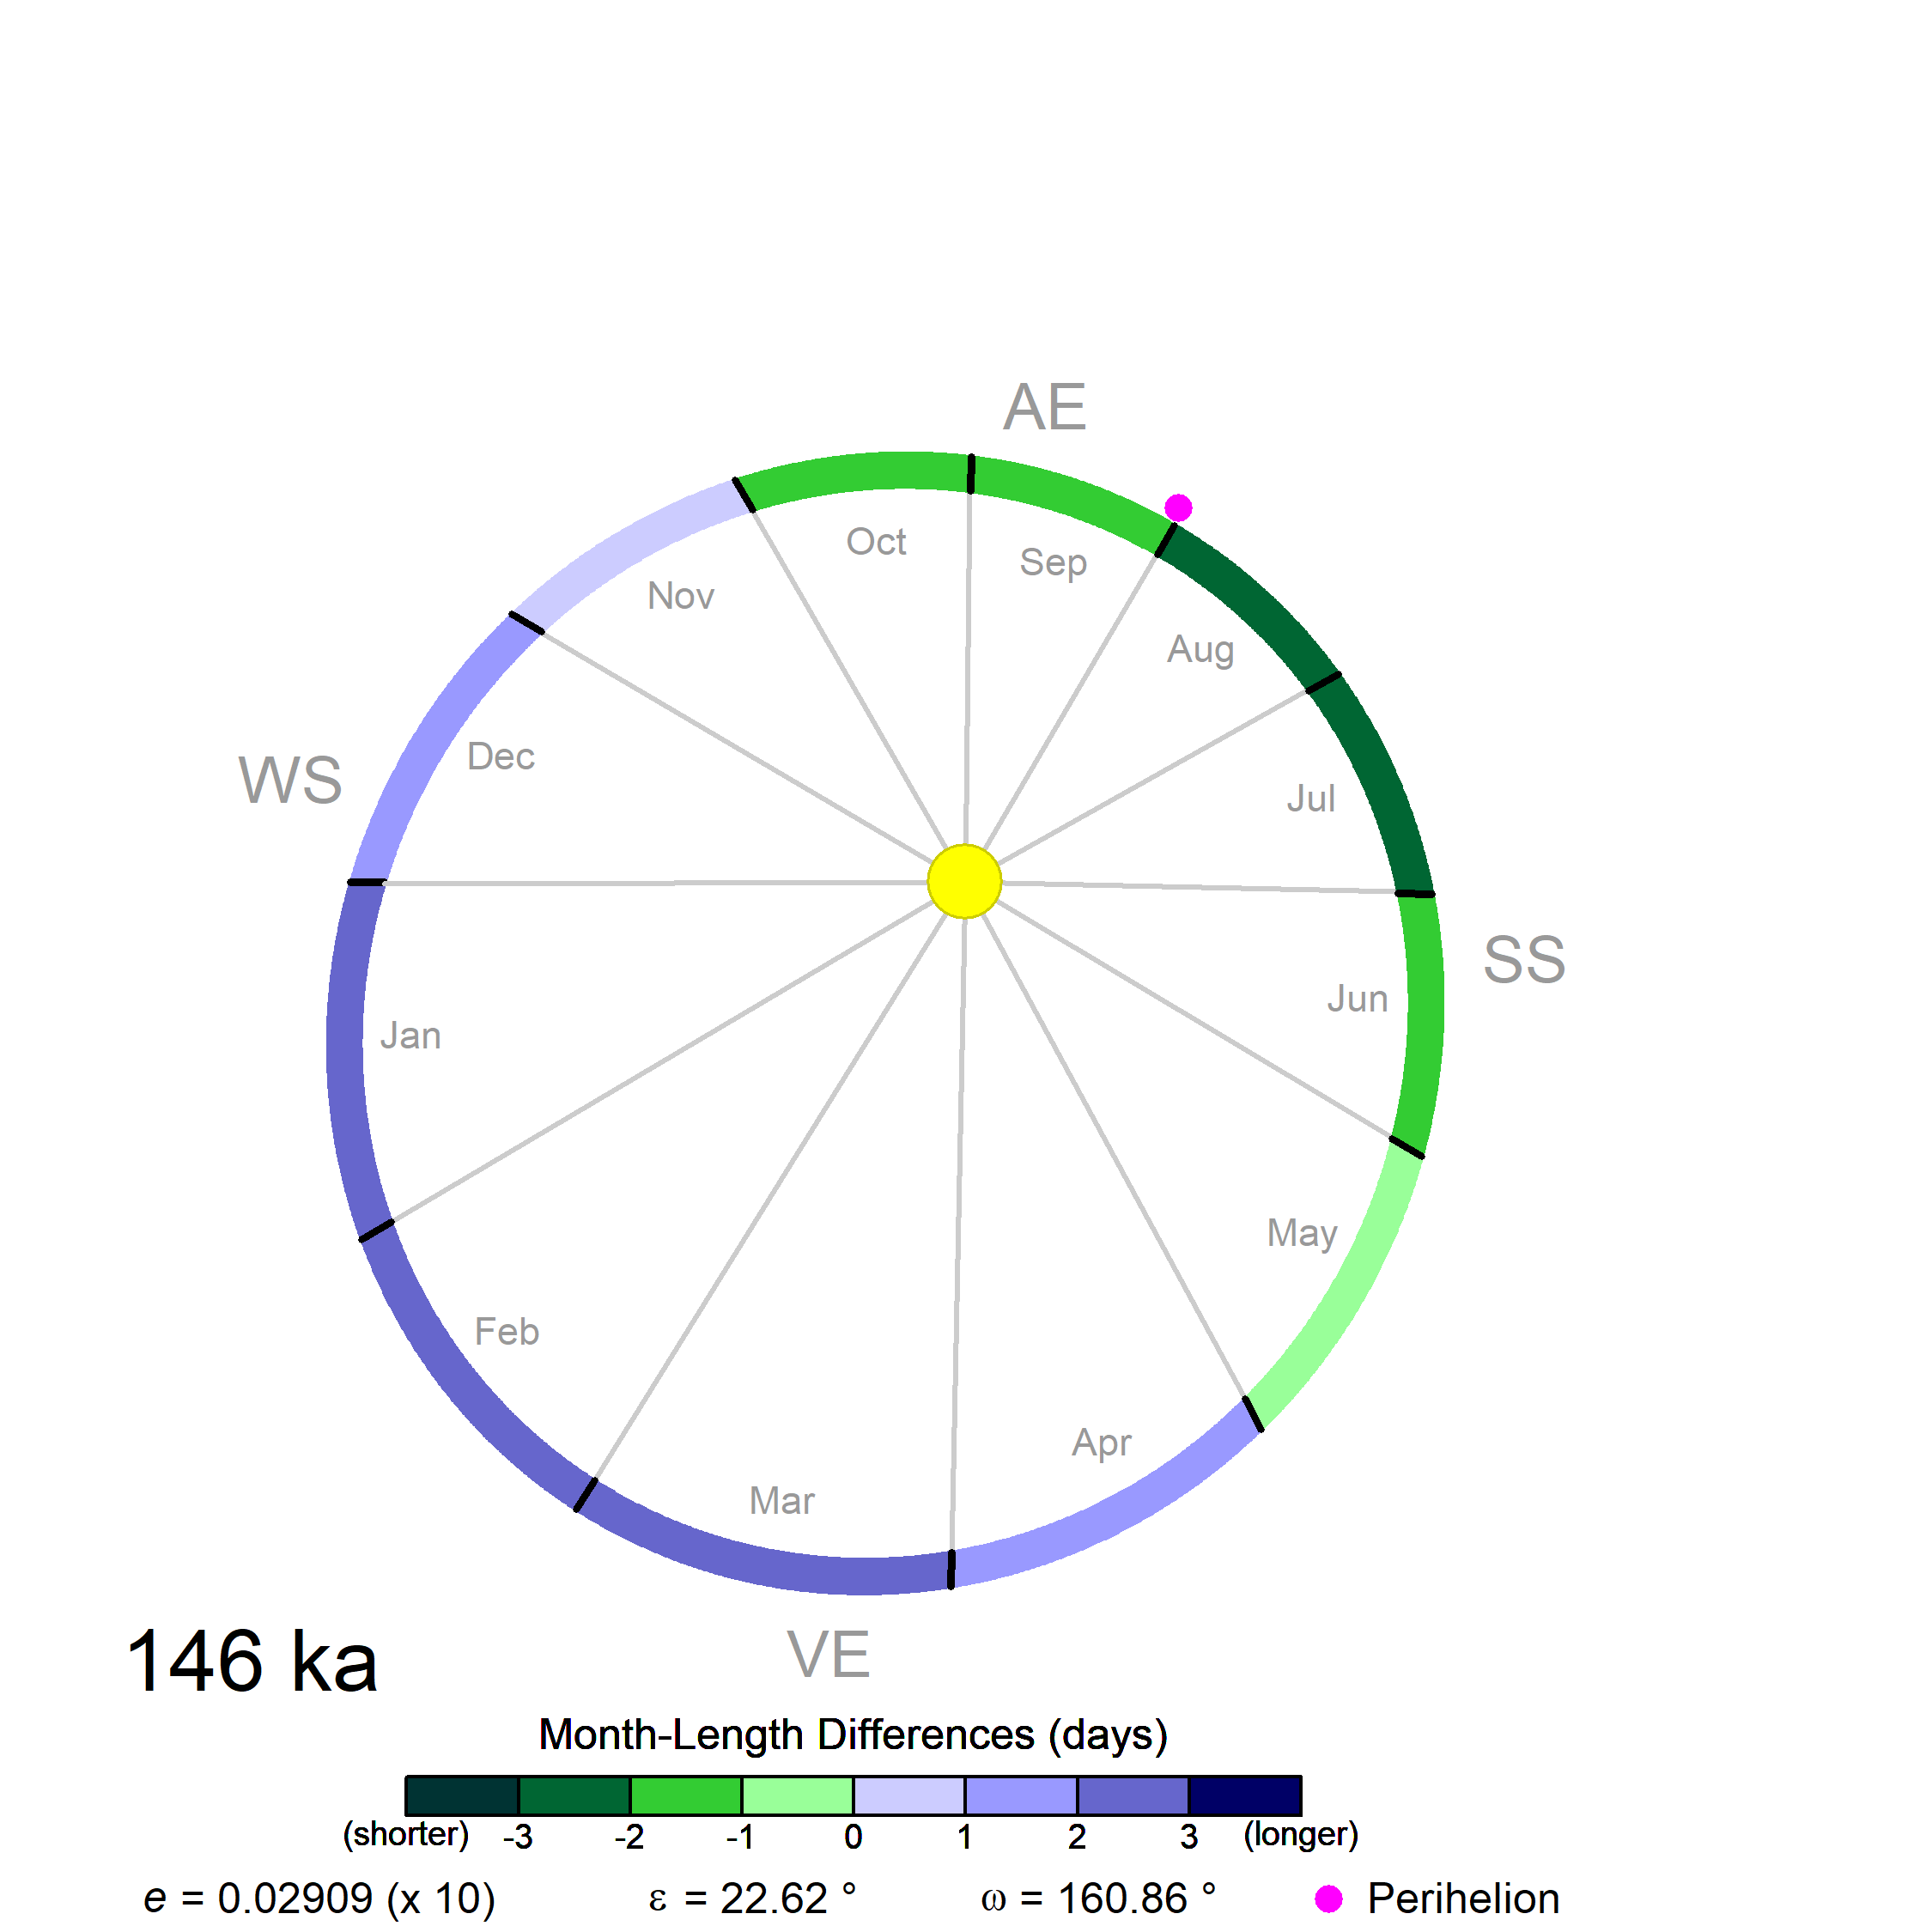 AE
Oct
Sep
Nov
Aug
Dec
WS
Jul
SS
Jun
Jan
May
Feb
Apr
Mar
VE
146 ka
Month-Length Differences (days)
(shorter) -3 -2 -1 0 1 2 3 (longer)
e = 0.02909 (x 10) ε = 22.62 ° ω = 160.86 ° Perihelion